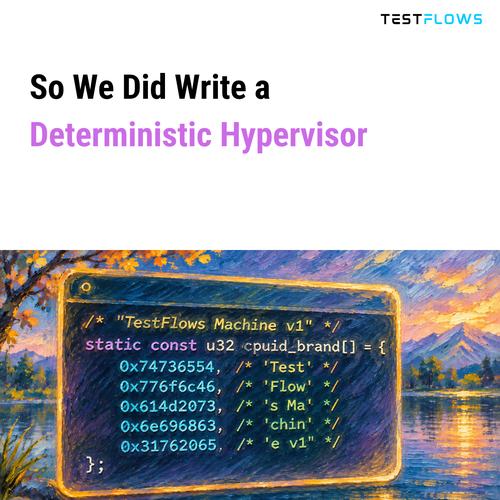 TESTFLOWS
So We Did Write a
Deterministic Hypervisor
/* "TestFlows Machine v1" */
static const u32 cpuid_brand[] = {
0x74736554, /* 'Test' */
0x776f6c46, /* 'Flow' */
0x614d2073, /* 's Ma' */
0x6e696863, /* 'chin' */
0x31762065, /* 'e v1" */
};